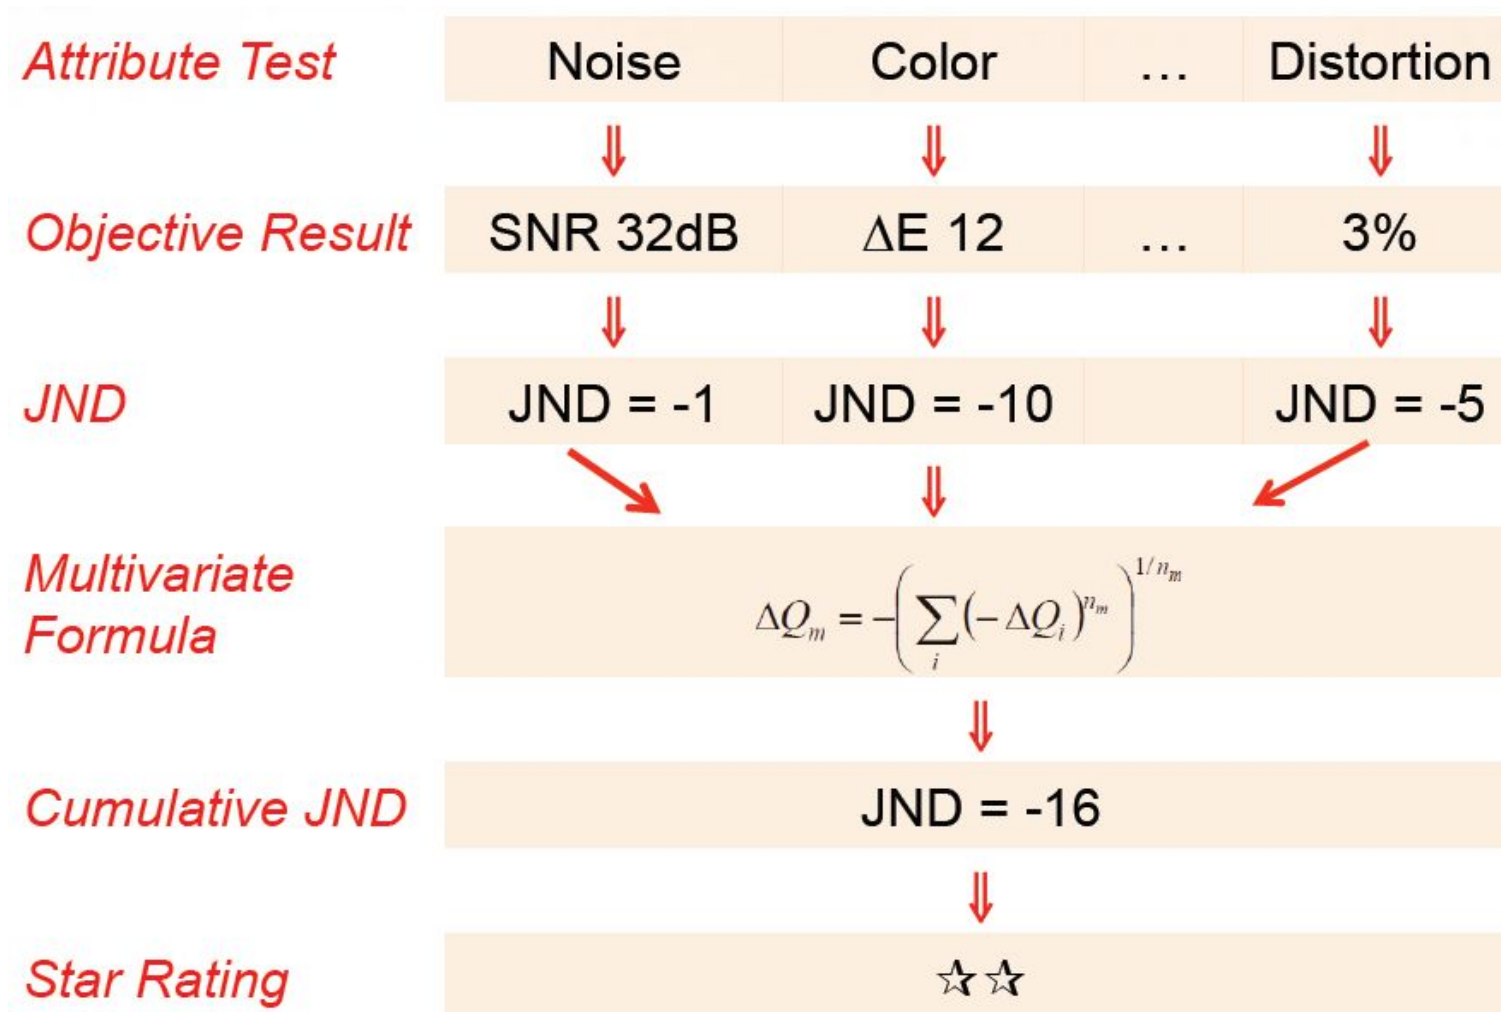 Attribute Test Noise Color … Distortion
⇓ ⇓ ⇓
Objective Result SNR 32dB ΔE 12 … 3%
⇓ ⇓ ⇓
JND JND = -1 JND = -10 JND = -5
⇓
Multivariate
Formula
ΔQ_m = -(∑_i (-ΔQ_i)^{n_m})^{1/n_m}
⇓
Cumulative JND JND = -16
⇓
Star Rating ☆☆